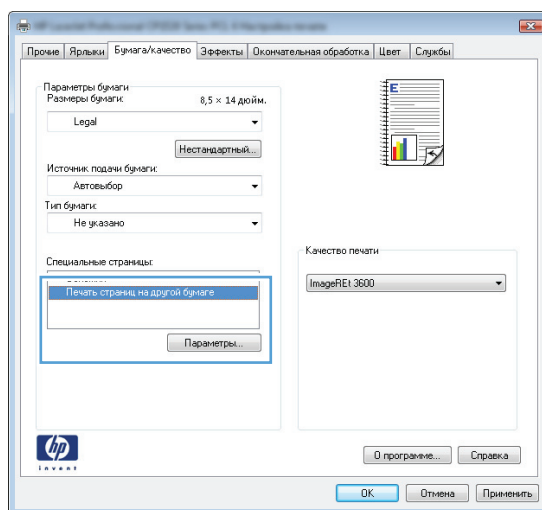 Прочие Ярлыки Бумага/качество Эффекты Окончательная обработка Цвет Службы
Параметры бумаги
Размеры бумаги: 8,5 × 14 дюйм.
Legal
Нестандартный...
Источник подачи бумаги:
Автовыбор
Тип бумаги:
Не указано
Специальные страницы:
Печать страниц на другой бумаге
Параметры...
E
Качество печати
ImageREt 3600
hp
invent
О программе... Справка
OK Отмена Применить